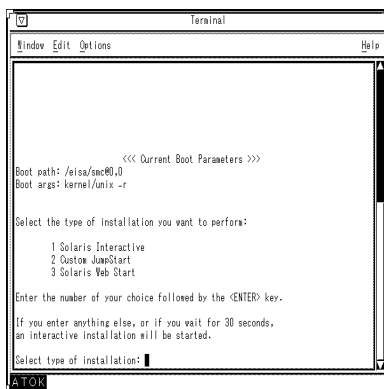 Terminal
Window Edit Options Help
<<< Current Boot Parameters >>>
Boot path: /eisa/smc@0,0
Boot args: kernel/unix -r
Select the type of installation you want to perform:
1 Solaris Interactive
2 Custom JumpStart
3 Solaris Web Start
Enter the number of your choice followed by the <ENTER> key.
If you enter anything else, or if you wait for 30 seconds,
an interactive installation will be started.
Select type of installation:
ATOK